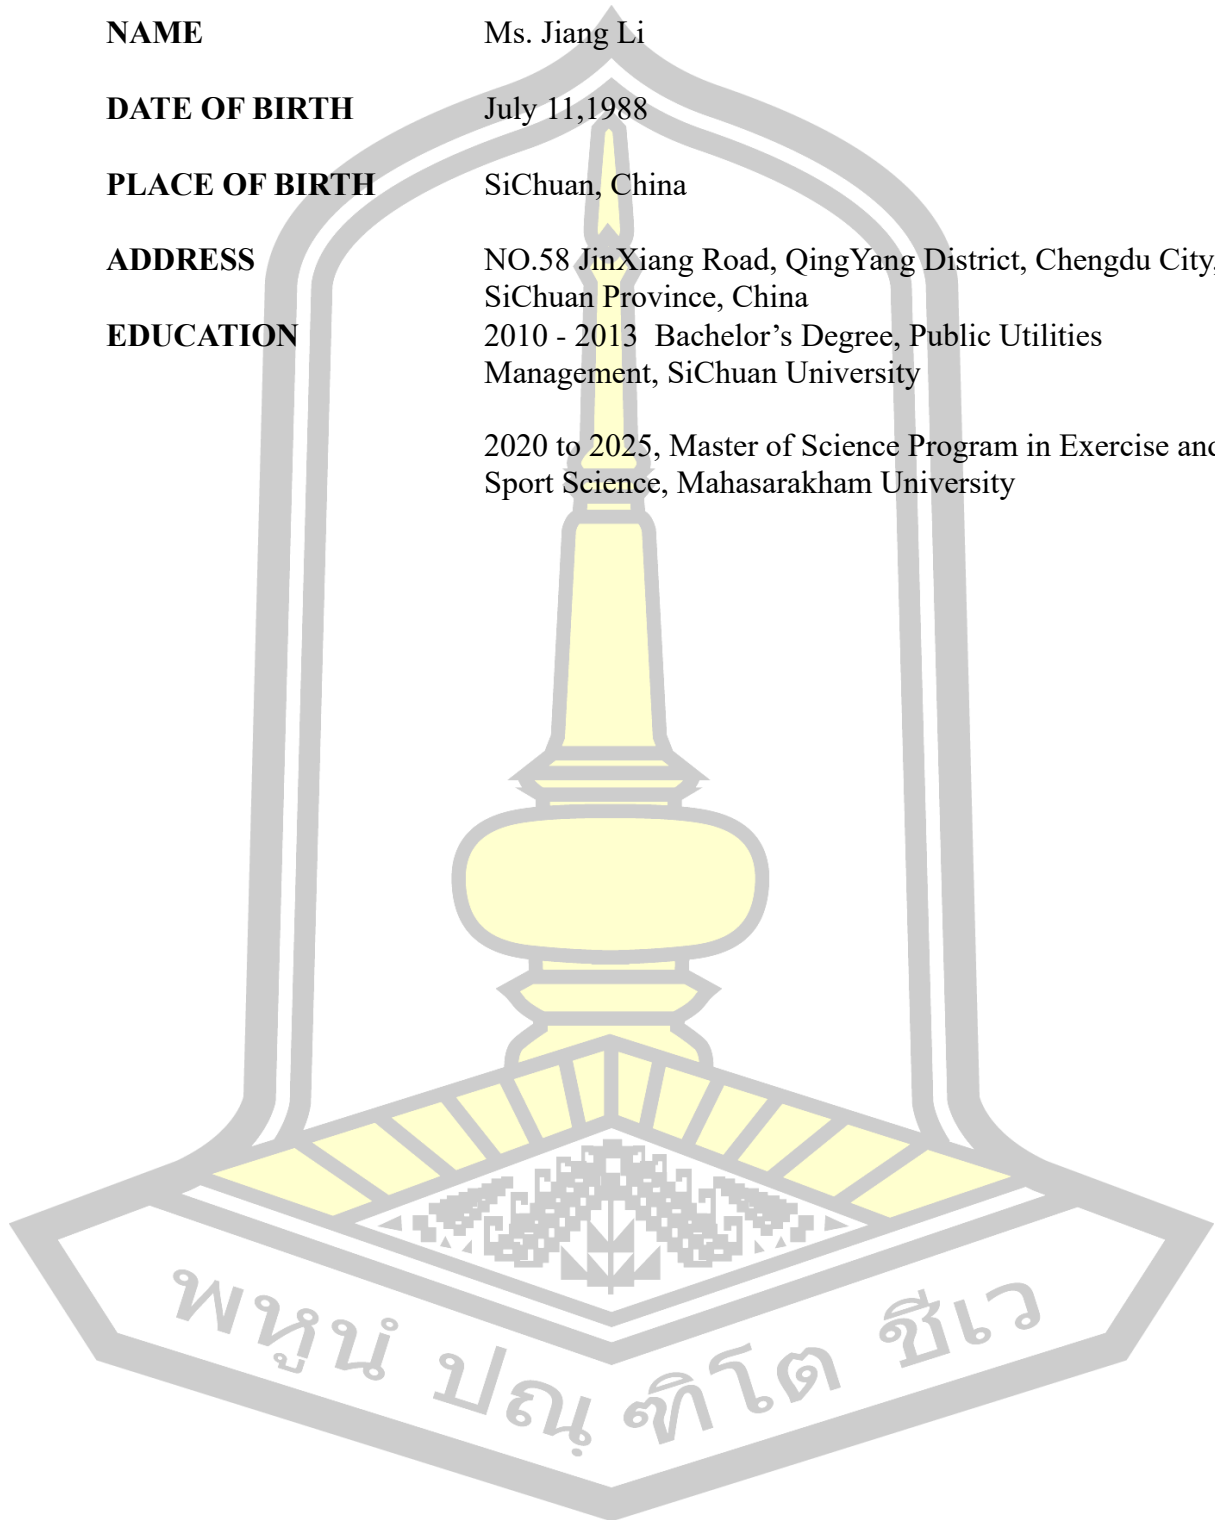 NAME Ms. Jiang Li
DATE OF BIRTH July 11,1988
PLACE OF BIRTH SiChuan, China
ADDRESS NO.58 JinXiang Road, QingYang District, Chengdu City,
SiChuan Province, China
EDUCATION 2010 - 2013 Bachelor’s Degree, Public Utilities
Management, SiChuan University
2020 to 2025, Master of Science Program in Exercise and
Sport Science, Mahasarakham University
พหูนํ ปณฺฑิโต ชีเว